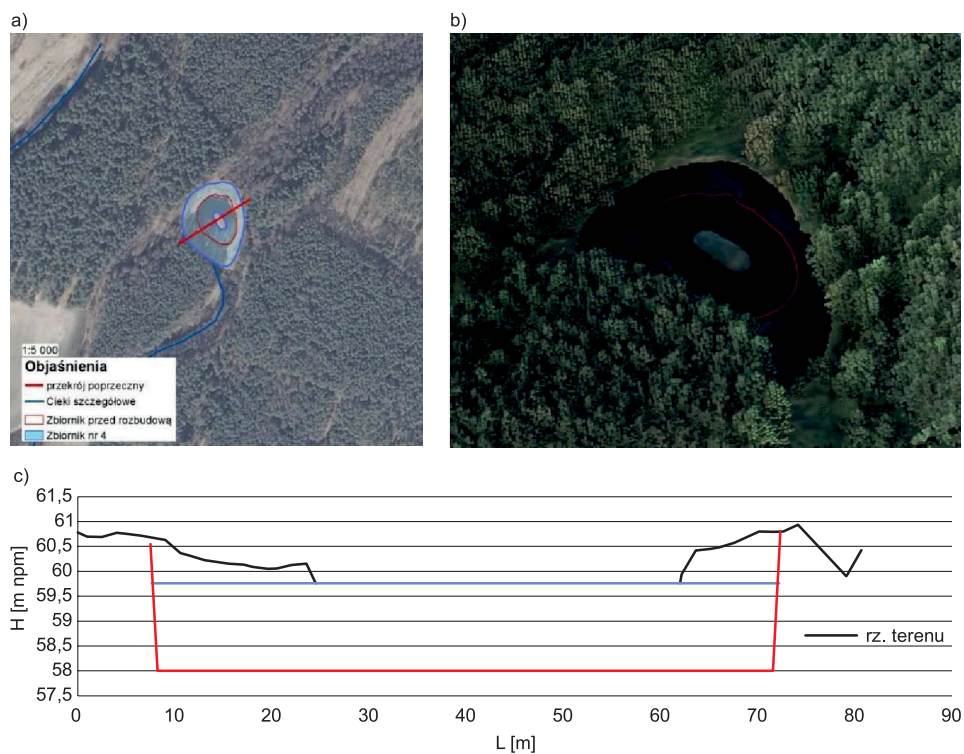 a)
b)
1:5 000
Objaśnienia
przekrój poprzeczny
Cieki szczegółowe
Zbiornik przed rozbudową
Zbiornik nr 4
c)
H [m npm]
61,5
61
60,5
60
59,5
59
58,5
58
57,5
rz. terenu
0 10 20 30 40 50 60 70 80 90
L [m]